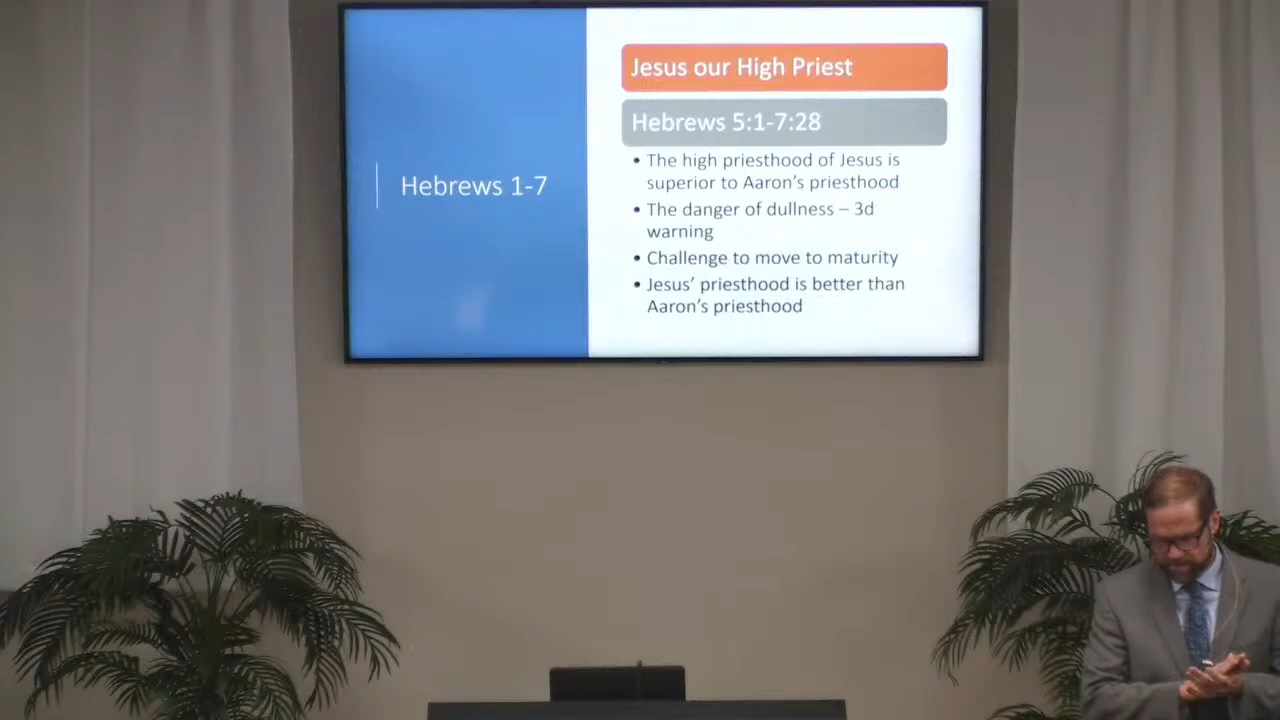 Hebrews 1-7
Jesus our High Priest
Hebrews 5:1-7:28
• The high priesthood of Jesus is
superior to Aaron's priesthood
• The danger of dullness – 3d
warning
• Challenge to move to maturity
• Jesus' priesthood is better than
Aaron's priesthood